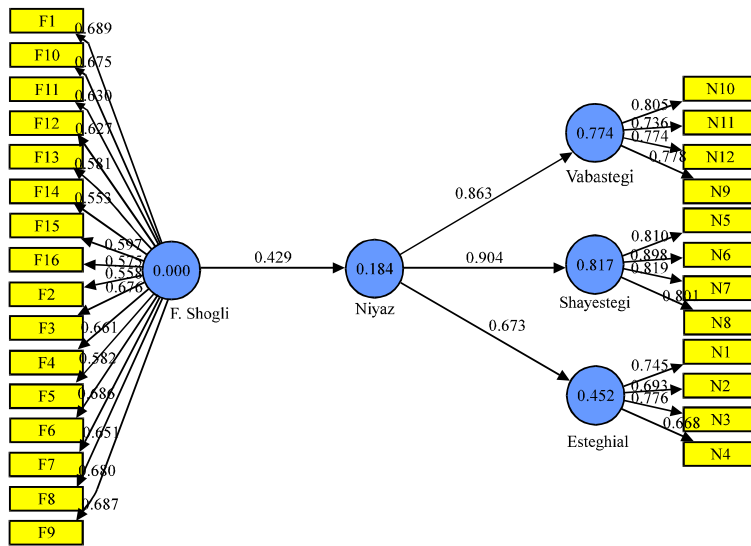 F1
0.689
F10
0.675
F11
0.630
F12
0.627
F13
0.581
F14
0.553
F15
0.597
F16
0.575
0.558
F2
0.676
F3
0.661
F4
0.582
F5
0.686
F6
0.651
F7
0.680
F8
0.687
F9
0.000
F. Shogli
0.429
0.184
Niyaz
0.863
0.904
0.673
0.774
Vabastegi
0.817
Shayestegi
0.452
Esteghial
0.805
N10
0.736
N11
0.774
N12
0.778
N9
0.810
N5
0.898
N6
0.819
N7
0.801
N8
0.745
N1
0.693
N2
0.776
N3
0.668
N4